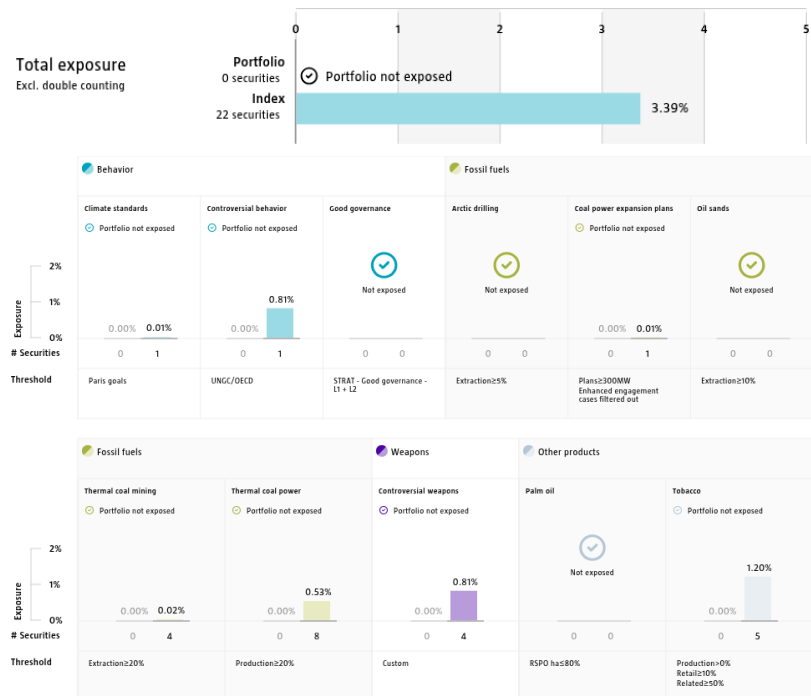 0 1 2 3 4 5
Total exposure
Excl. double counting
Portfolio
0 securities
Portfolio not exposed
Index
22 securities
3.39%
Behavior
Fossil fuels
Climate standards
Controversial behavior
Good governance
Arctic drilling
Coal power expansion plans
Oil sands
Portfolio not exposed
Portfolio not exposed
Portfolio not exposed
Not exposed
Not exposed
Not exposed
Exposure
2%
1%
0%
0.00% 0.01%
0.00% 0.81%
0.00% 0.01%
# Securities
0 1
0 1
0 0
0 0
0 1
0 0
Threshold
Paris goals
UNGC/OECD
STRAT - Good governance -
L1 + L2
Extraction≥5%
Plans≥300MW
Enhanced engagement
cases filtered out
Extraction≥10%
Fossil fuels
Weapons
Other products
Thermal coal mining
Thermal coal power
Controversial weapons
Palm oil
Tobacco
Portfolio not exposed
Portfolio not exposed
Portfolio not exposed
Portfolio not exposed
Not exposed
Exposure
2%
1%
0%
0.00% 0.02%
0.00% 0.53%
0.00% 0.81%
0.00% 1.20%
# Securities
0 4
0 8
0 4
0 0
0 5
Threshold
Extraction≥20%
Production≥20%
Custom
RSPO ha≤80%
Production>0%
Retail≥10%
Related≥50%